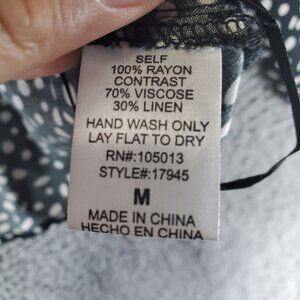 SELF
100% RAYON
CONTRAST
70% VISCOSE
30% LINEN
HAND WASH ONLY
LAY FLAT TO DRY
RN#:105013
STYLE#:17945
M
MADE IN CHINA
HECHO EN CHINA